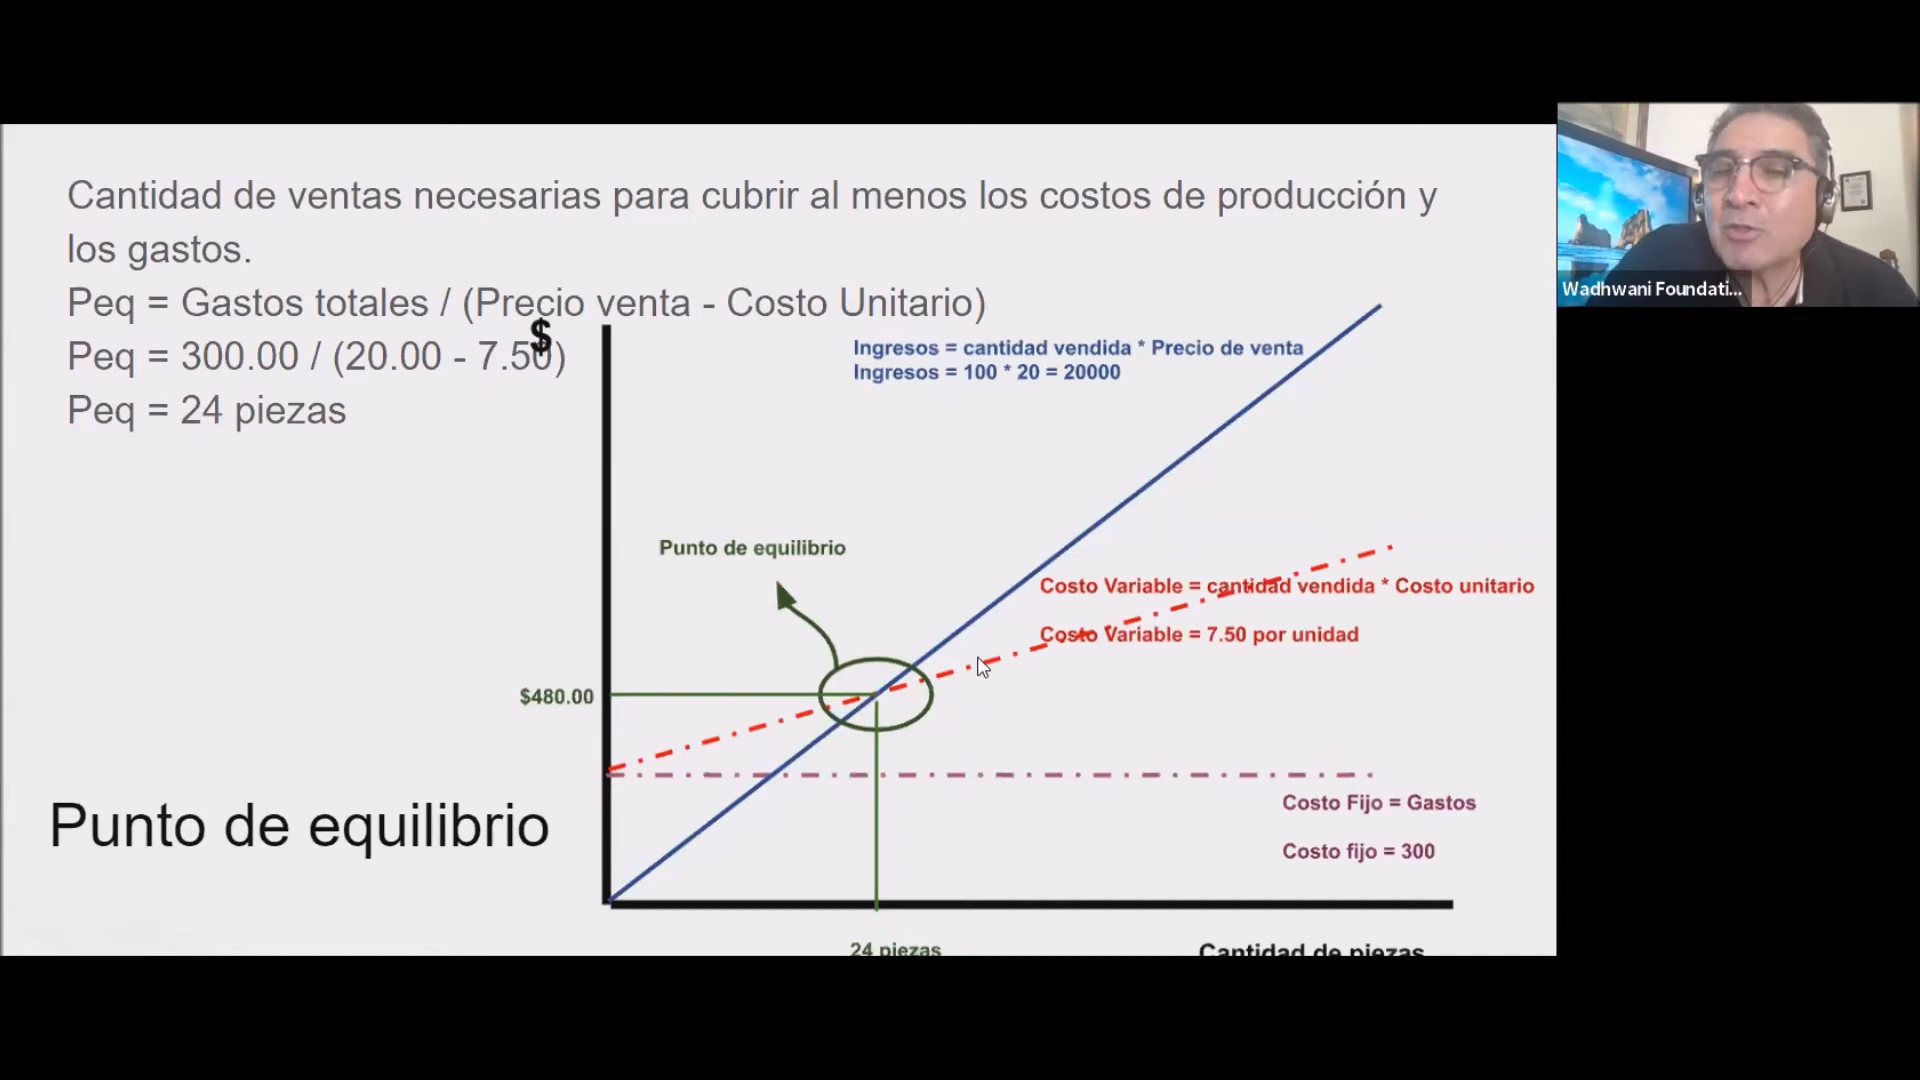 Cantidad de ventas necesarias para cubrir al menos los costos de producción y
los gastos.
Peq = Gastos totales / (Precio venta - Costo Unitario)
Peq = 300.00 / (20.00 - 7.50)
Peq = 24 piezas
$
Ingresos = cantidad vendida * Precio de venta
Ingresos = 100 * 20 = 20000
Punto de equilibrio
Costo Variable = cantidad vendida * Costo unitario
Costo Variable = 7.50 por unidad
$480.00
Costo Fijo = Gastos
Costo fijo = 300
Punto de equilibrio
24 piezas
Cantidad de piezas
Wadhwani Foundati...